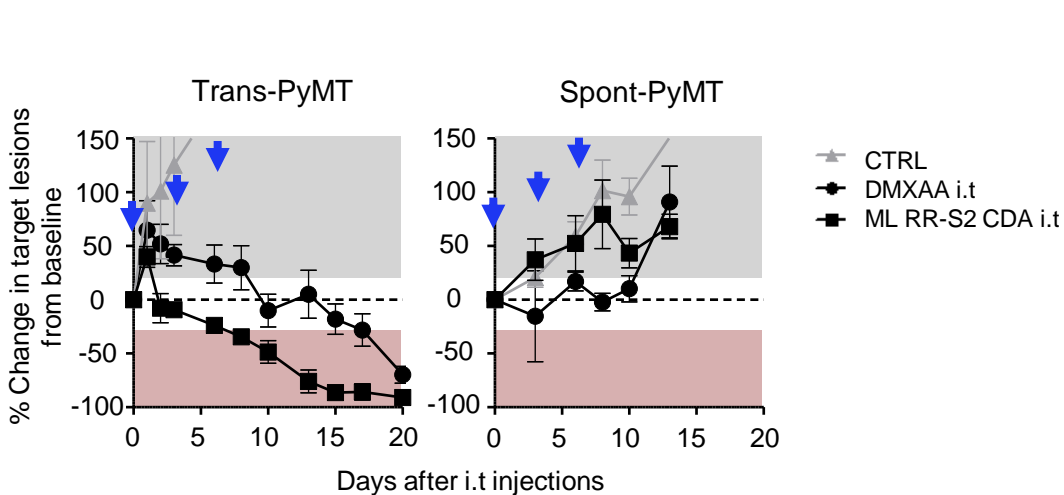 Trans-PyMT
Spont-PyMT
% Change in target lesions
from baseline
150
100
50
0
-50
-100
0
5
10
15
20
150
100
50
0
-50
-100
0
5
10
15
20
Days after i.t injections
CTRL
DMXAA i.t
ML RR-S2 CDA i.t